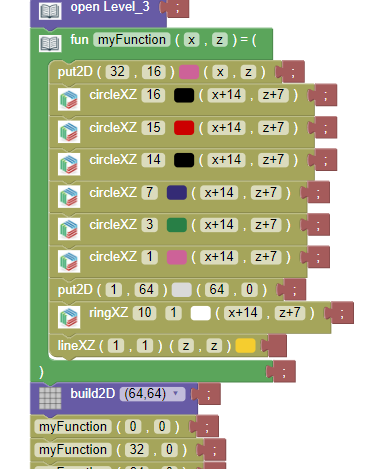 open Level_3 ;
fun myFunction ( x , z ) = (
put2D ( 32 , 16 ) ( x , z ) ;
circleXZ 16 ( x+14 , z+7 ) ;
circleXZ 15 ( x+14 , z+7 ) ;
circleXZ 14 ( x+14 , z+7 ) ;
circleXZ 7 ( x+14 , z+7 ) ;
circleXZ 3 ( x+14 , z+7 ) ;
circleXZ 1 ( x+14 , z+7 ) ;
put2D ( 1 , 64 ) ( 64 , 0 ) ;
ringXZ 10 1 ( x+14 , z+7 ) ;
lineXZ ( 1 , 1 ) ( z , z ) ;
) ;
build2D (64,64) ;
myFunction ( 0 , 0 ) ;
myFunction ( 32 , 0 ) ;